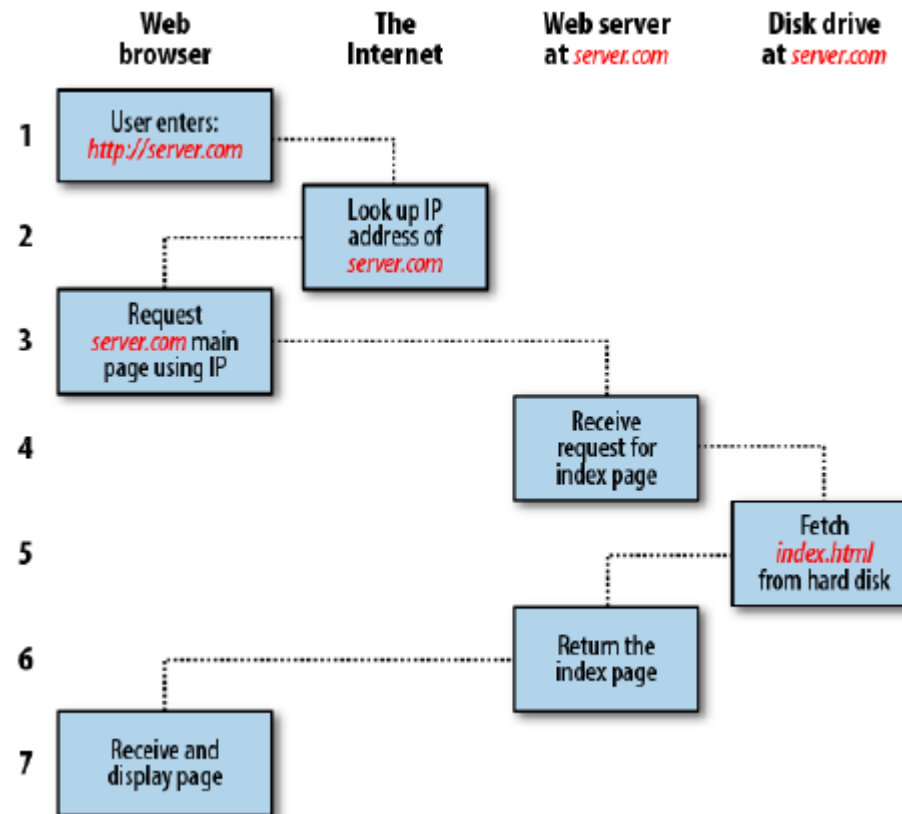 Web
browser
The
Internet
Web server
at server.com
Disk drive
at server.com
1
User enters:
http://server.com
2
Look up IP
address of
server.com
3
Request
server.com main
page using IP
4
Receive
request for
index page
5
Fetch
index.html
from hard disk
6
Return the
index page
7
Receive and
display page